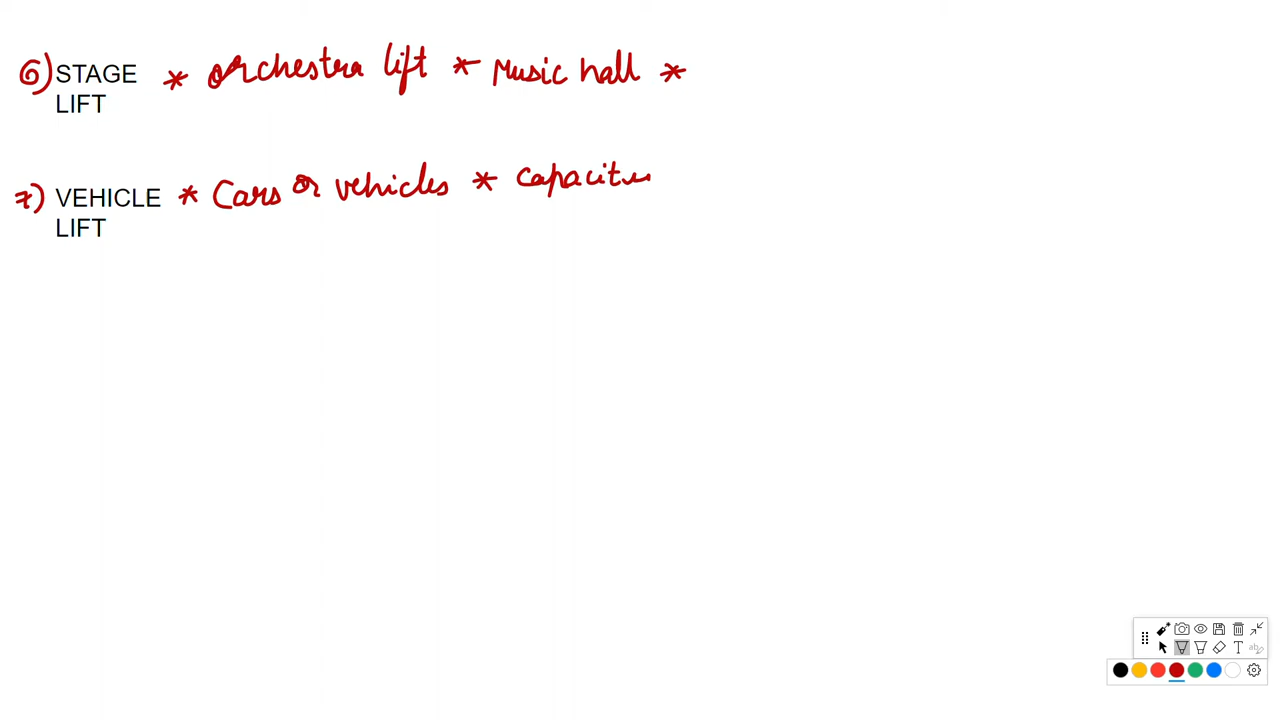 6) STAGE LIFT * Orchestra lift * Music hall *
7) VEHICLE LIFT * Cars or vehicles * capacity